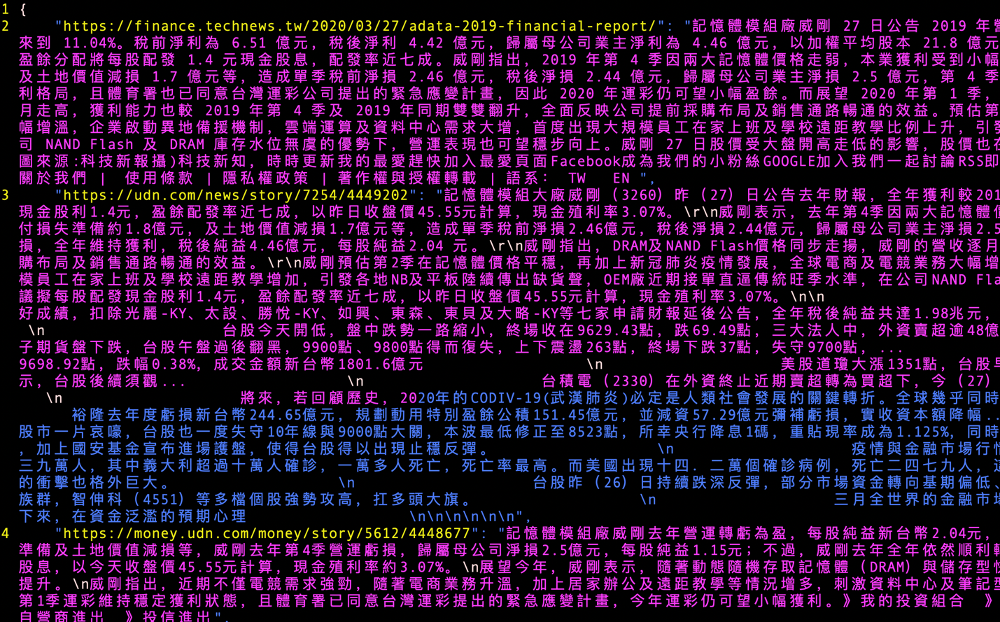 1 {
2 "https://finance.technews.tw/2020/03/27/adata-2019-financial-report/": "記憶體模組廠威剛 27 日公告 2019 年營
來到 11.04%。稅前淨利為 6.51 億元, 稅後淨利 4.42 億元, 歸屬母公司業主淨利為 4.46 億元, 以加權平均股本 21.8 億元
盈餘分配將每股配發 1.4 元現金股息, 配發率近七成。威剛指出, 2019 年第 4 季因兩大記憶體價格走弱, 本業獲利受到小幅
及土地價值減損 1.7 億元等, 造成單季稅前淨損 2.46 億元, 稅後淨損 2.44 億元, 歸屬母公司業主淨損 2.5 億元, 第 4 季
利格局, 且體育署也已同意台灣運彩公司提出的緊急應變計畫, 因此 2020 年運彩仍可望小幅盈餘。而展望 2020 年第 1 季,
月走高, 獲利能力也較 2019 年第 4 季及 2019 年同期雙雙翻升, 全面反映公司提前採購布局及銷售通路暢通的效益。預估第
幅增溫, 企業啟動異地備援機制, 雲端運算及資料中心需求大增, 首度出現大規模員工在家上班及學校遠距教學比例上升, 引發
司 NAND Flash 及 DRAM 庫存水位無虞的優勢下, 營運表現也可望穩步向上。威剛 27 日股價受大盤開高走低的影響, 股價也在
圖來源:科技新報攝)科技新知, 時時更新我的最愛趕快加入最愛頁面Facebook成為我們的小粉絲GOOGLE加入我們一起討論RSS即
關於我們 | 使用條款 | 隱私權政策 | 著作權與授權轉載 | 語系: TW EN ",
3 "https://udn.com/news/story/7254/4449202": "記憶體模組大廠威剛 (3260) 昨 (27) 日公告去年財報, 全年獲利較201
現金股利1.4元, 盈餘配發率近七成, 以昨日收盤價45.55元計算, 現金殖利率3.07%。\r\n威剛表示, 去年第4季因兩大記憶體價
付損失準備約1.8億元, 及土地價值減損1.7億元等, 造成單季稅前淨損2.46億元, 稅後淨損2.44億元, 歸屬母公司業主淨損2.5
損, 全年維持獲利, 稅後純益4.46億元, 每股純益2.04 元。\r\n威剛指出, DRAM及NAND Flash價格同步走揚, 威剛的營收逐月
購布局及銷售通路暢通的效益。\r\n威剛預估第2季在記憶體價格平穩, 再加上新冠肺炎疫情發展, 全球電商及電競業務大幅增
模員工在家上班及學校遠距教學增加, 引發各地NB及平板陸續傳出缺貨聲, OEM廠近期接單直逼傳統旺季水準, 在公司NAND Fla
議擬每股配發現金股利1.4元, 盈餘配發率近七成, 以昨日收盤價45.55元計算, 現金殖利率3.07%。\n\n
好成績, 扣除光麗-KY、太設、勝悅-KY、如興、東森、東貝及大略-KY等七家申請財報延後公告, 全年稅後純益共達1.98兆元,
\n 台股今天開低, 盤中跌勢一路縮小, 終場收在9629.43點, 跌69.49點, 三大法人中, 外資賣超逾48億
子期貨盤下跌, 台股午盤過後翻黑, 9900點、9800點得而復失, 上下震盪263點, 終場下跌37點, 失守9700點, ...
9698.92點, 跌幅0.38%, 成交金額新台幣1801.6億元 \n 美股道瓊大漲1351點, 台股早
示, 台股後續須觀... \n 台積電 (2330) 在外資終止近期賣超轉為買超下, 今 (27)
\n 將來, 若回顧歷史, 2020年的CODIV-19(武漢肺炎)必定是人類社會發展的關鍵轉折。全球幾乎同時
裕隆去年度虧損新台幣244.65億元, 規劃動用特別盈餘公積151.45億元, 並減資57.29億元彌補虧損, 實收資本額降幅..
股市一片哀嚎, 台股也一度失守10年線與9000點大關, 本波最低修正至8523點, 所幸央行降息1碼, 重貼現率成為1.125%, 同時
, 加上國安基金宣布進場護盤, 使得台股得以出現止穩反彈。 \n 疫情與金融市場行情
三九萬人, 其中義大利超過十萬人確診, 一萬多人死亡, 死亡率最高。而美國出現十四. 二萬個確診病例, 死亡二四七九人, 這
的衝擊也格外巨大。 \n 台股昨 (26) 日持續跌深反彈, 部分市場資金轉向基期偏低、
族群, 智伸科 (4551) 等多檔個股強勢攻高, 扛多頭大旗。 \n 三月全世界的金融市場
下來, 在資金泛濫的預期心理 \n\n\n\n\n\n",
4 "https://money.udn.com/money/story/5612/4448677": "記憶體模組廠威剛去年營運轉虧為盈, 每股純益新台幣2.04元,
準備及土地價值減損等, 威剛去年第4季營運虧損, 歸屬母公司淨損2.5億元, 每股純益1.15元; 不過, 威剛去年全年依然順利轉
股息, 以今天收盤價45.55元計算, 現金殖利率約3.07%。\n展望今年, 威剛表示, 隨著動態隨機存取記憶體 (DRAM) 與儲存型快
提升。\n威剛指出, 近期不僅電競需求強勁, 隨著電商業務升溫, 加上居家辦公及遠距教學等情況增多, 刺激資料中心及筆記型
第1季運彩維持穩定獲利狀態, 且體育署已同意台灣運彩提出的緊急應變計畫, 今年運彩仍可望小幅獲利。》我的投資組合 》
自營商進出 》投信進出",